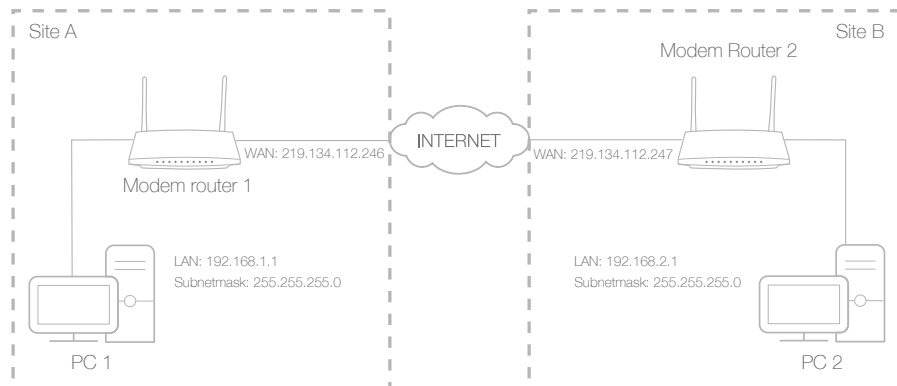 Site A
Site B
Modem Router 2
INTERNET
WAN: 219.134.112.246
WAN: 219.134.112.247
Modem router 1
LAN: 192.168.1.1
Subnetmask: 255.255.255.0
LAN: 192.168.2.1
Subnetmask: 255.255.255.0
PC 1
PC 2